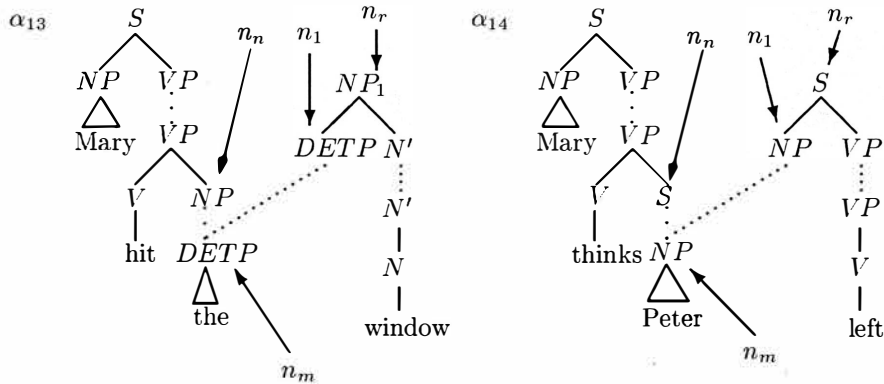 α13 S n_n n_1 n_r α14 S n_n n_1 n_r
NP VP NP1 NP VP S
Mary VP DETP N' Mary VP NP VP
V NP N' V S VP
hit DETP N thinks NP V
the window Peter left
n_m n_m